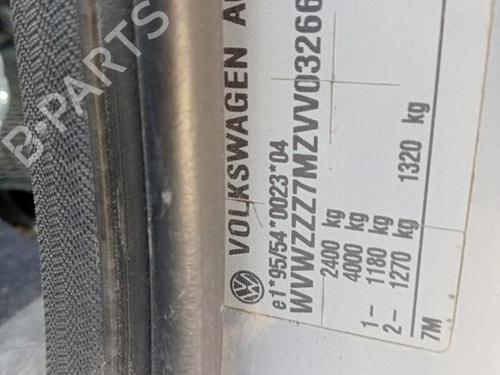 VOLKSWAGEN A
e1*95/54*0023*04
WVWZZZ7MZVV03266
2400 kg
4000 kg
1– 1180 kg
2– 1270 kg 1320 kg
7M
B-PARTS